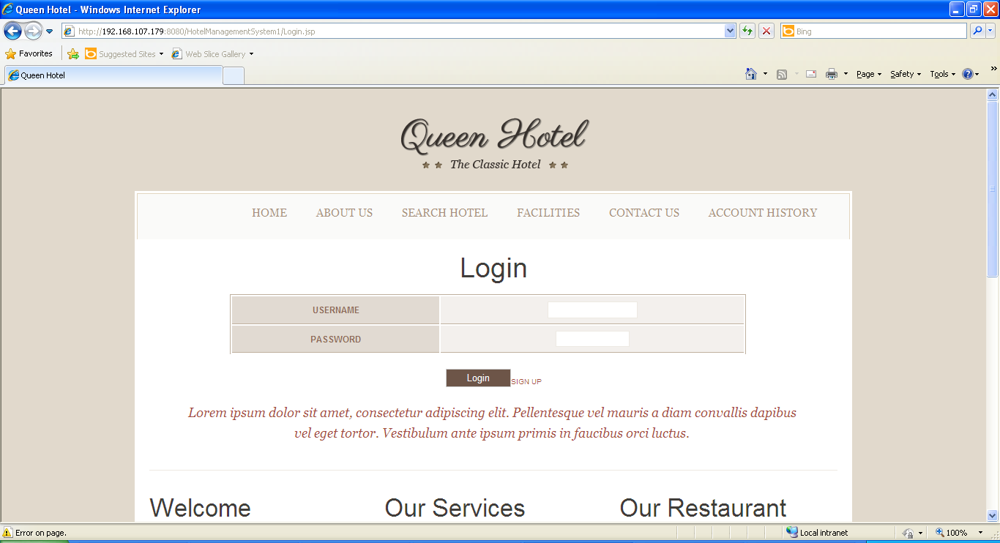 Queen Hotel - Windows Internet Explorer
http://192.168.107.179:8080/HotelManagementSystem1/Login.jsp
Bing
Favorites
Suggested Sites
Web Slice Gallery
Queen Hotel
Page
Safety
Tools
Queen Hotel
The Classic Hotel
HOME ABOUT US SEARCH HOTEL FACILITIES CONTACT US ACCOUNT HISTORY
Login
USERNAME
PASSWORD
Login SIGN UP
Lorem ipsum dolor sit amet, consectetur adipiscing elit. Pellentesque vel mauris a diam convallis dapibus
vel eget tortor. Vestibulum ante ipsum primis in faucibus orci luctus.
Welcome Our Services Our Restaurant
Error on page.
Local intranet
100%